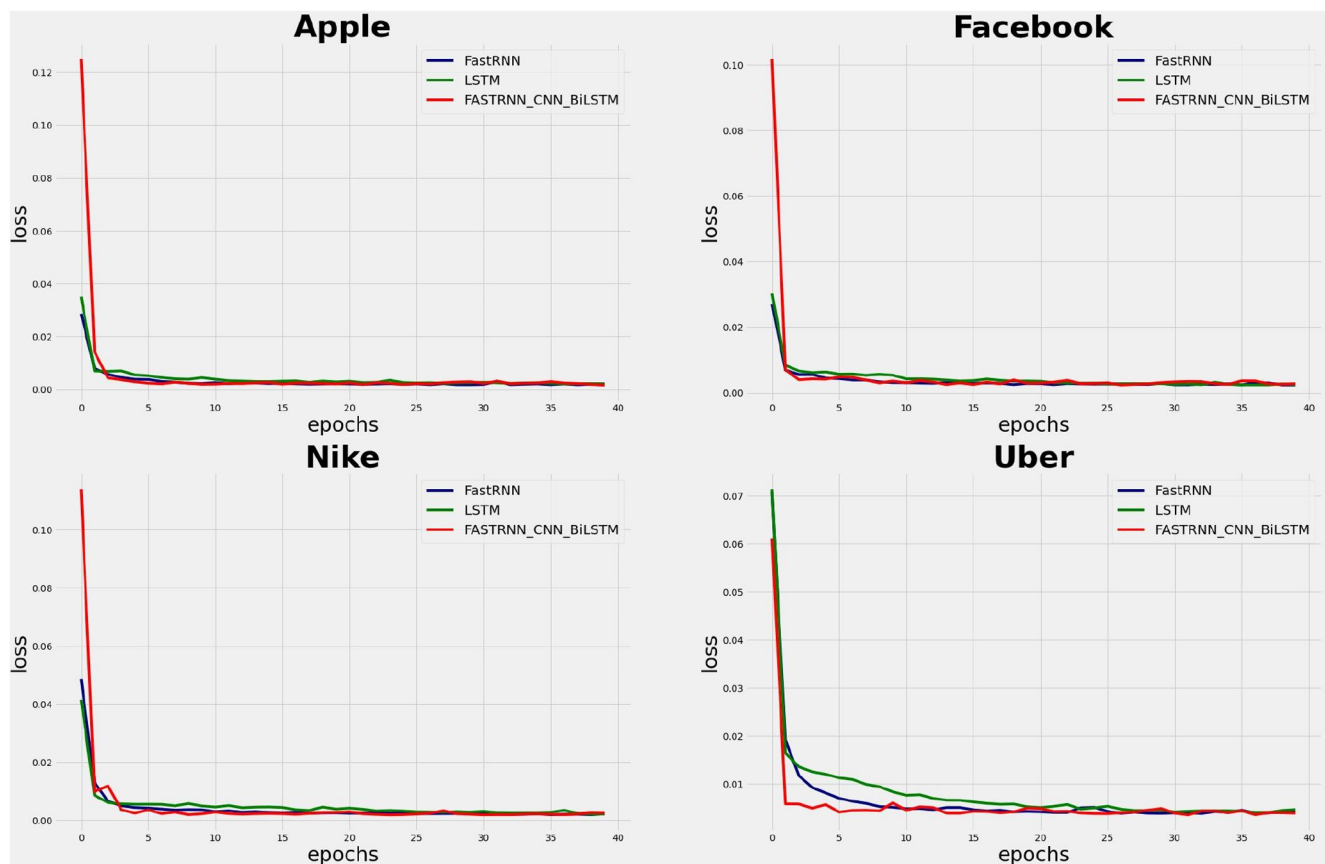 Apple
FastRNN
LSTM
FASTRNN_CNN_BiLSTM
loss
0.12
0.10
0.08
0.06
0.04
0.02
0.00
0 5 10 15 20 25 30 35 40
epochs
Facebook
FastRNN
LSTM
FASTRNN_CNN_BiLSTM
loss
0.10
0.08
0.06
0.04
0.02
0.00
0 5 10 15 20 25 30 35 40
epochs
Nike
FastRNN
LSTM
FASTRNN_CNN_BiLSTM
loss
0.10
0.08
0.06
0.04
0.02
0.00
0 5 10 15 20 25 30 35 40
epochs
Uber
FastRNN
LSTM
FASTRNN_CNN_BiLSTM
loss
0.07
0.06
0.05
0.04
0.03
0.02
0.01
0 5 10 15 20 25 30 35 40
epochs